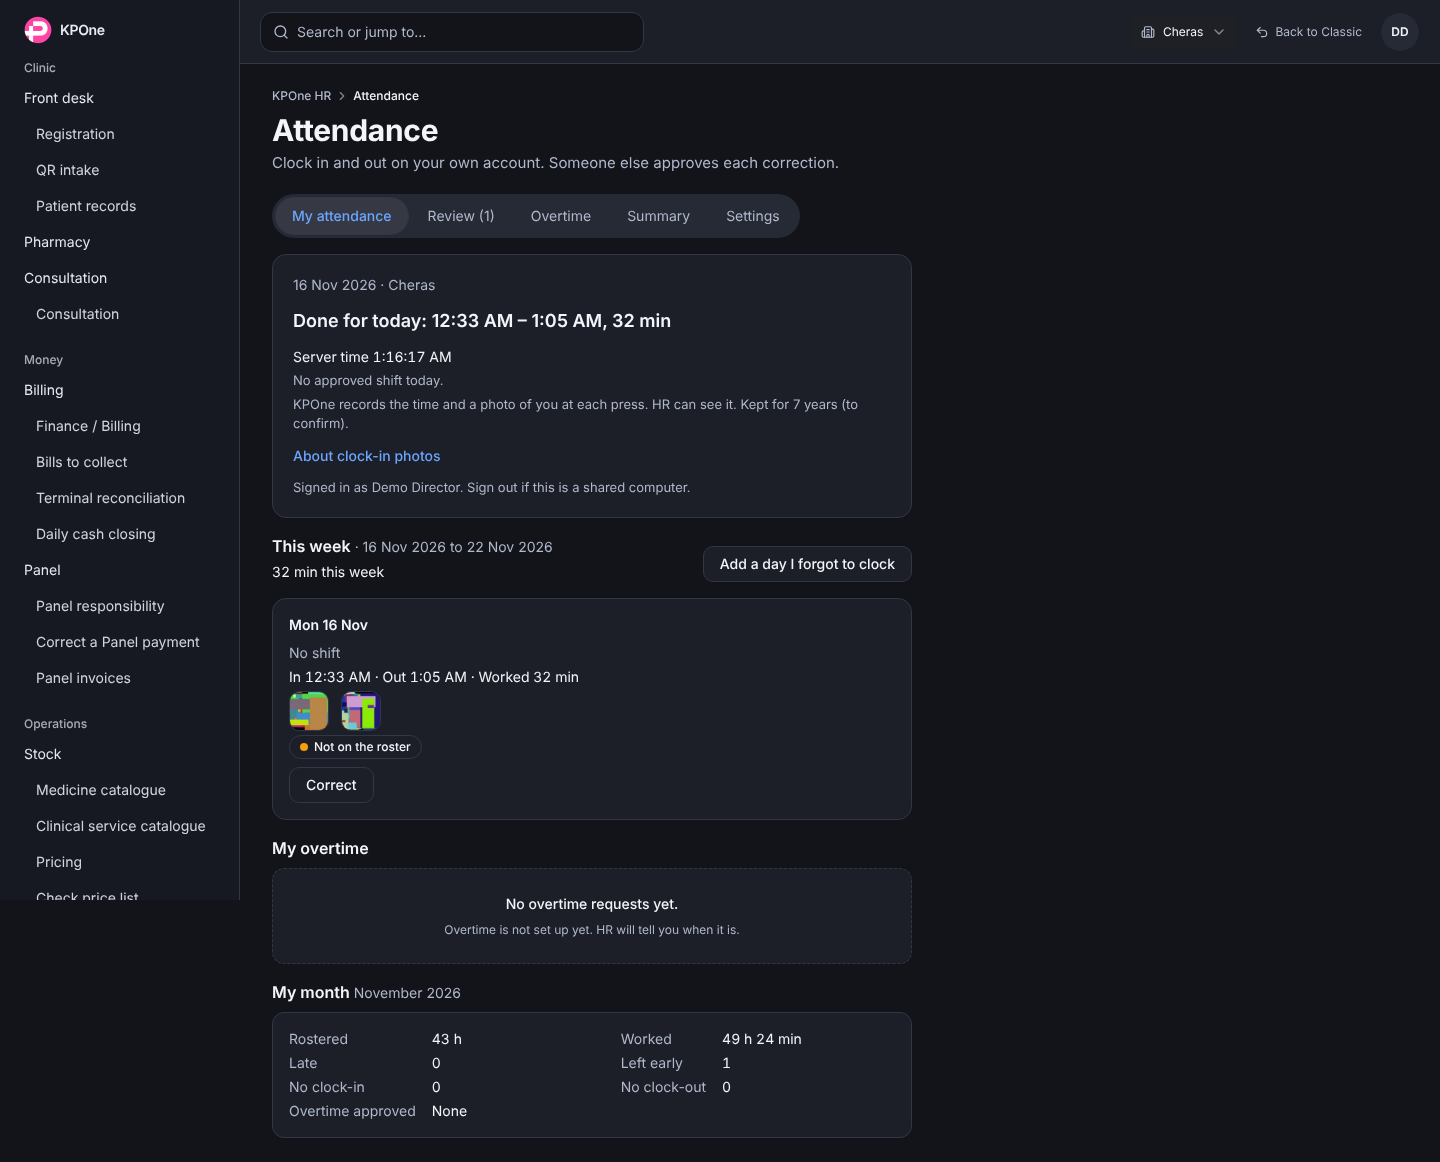 KPOne
Clinic
Front desk
Registration
QR intake
Patient records
Pharmacy
Consultation
Consultation
Money
Billing
Finance / Billing
Bills to collect
Terminal reconciliation
Daily cash closing
Panel
Panel responsibility
Correct a Panel payment
Panel invoices
Operations
Stock
Medicine catalogue
Clinical service catalogue
Pricing
Check price list
Search or jump to...
Cheras
Back to Classic
DD
KPOne HR > Attendance
Attendance
Clock in and out on your own account. Someone else approves each correction.
My attendance
Review (1)
Overtime
Summary
Settings
16 Nov 2026 · Cheras
Done for today: 12:33 AM – 1:05 AM, 32 min
Server time 1:16:17 AM
No approved shift today.
KPOne records the time and a photo of you at each press. HR can see it. Kept for 7 years (to
confirm).
About clock-in photos
Signed in as Demo Director. Sign out if this is a shared computer.
This week · 16 Nov 2026 to 22 Nov 2026
32 min this week
Add a day I forgot to clock
Mon 16 Nov
No shift
In 12:33 AM · Out 1:05 AM · Worked 32 min
Not on the roster
Correct
My overtime
No overtime requests yet.
Overtime is not set up yet. HR will tell you when it is.
My month November 2026
Rostered 43 h Worked 49 h 24 min
Late 0 Left early 1
No clock-in 0 No clock-out 0
Overtime approved None